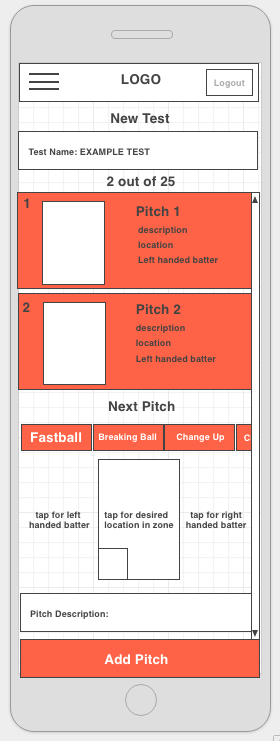 LOGO
Logout
New Test
Test Name: EXAMPLE TEST
2 out of 25
1
Pitch 1
description
location
Left handed batter
2
Pitch 2
description
location
Left handed batter
Next Pitch
Fastball
Breaking Ball
Change Up
C
tap for left
handed batter
tap for desired
location in zone
tap for right
handed batter
Pitch Description:
Add Pitch